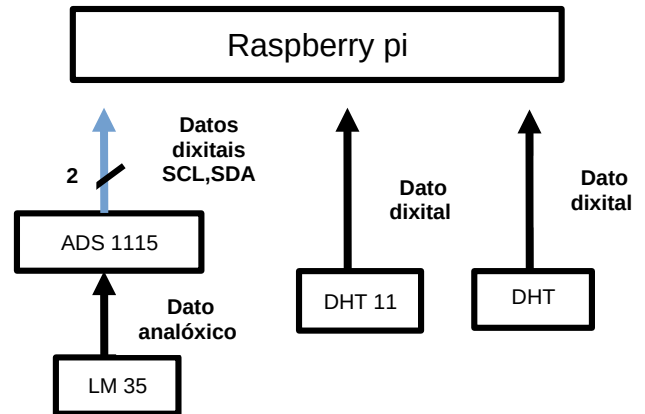 Raspberry pi
Datos
dixitais
SCL,SDA
2
Dato
dixital
Dato
dixital
ADS 1115
DHT 11
DHT
Dato
analóxico
LM 35